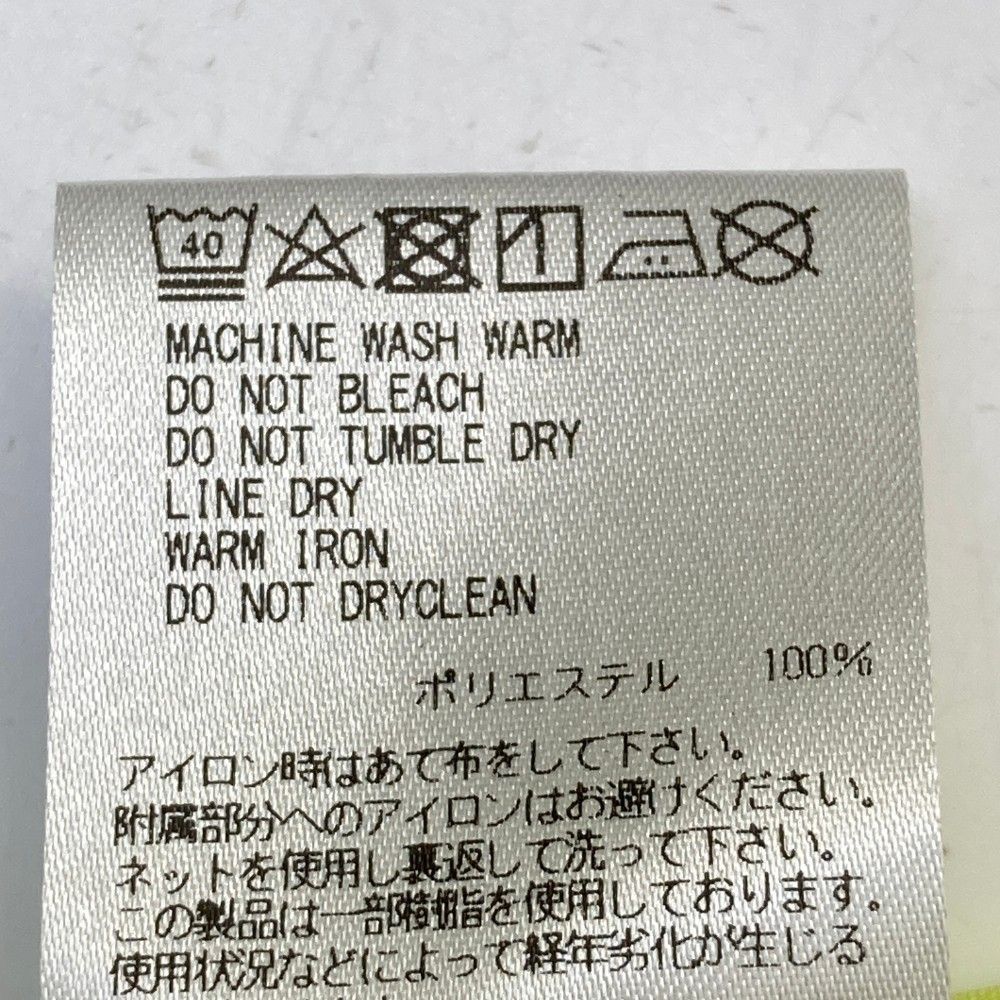 40
MACHINE WASH WARM
DO NOT BLEACH
DO NOT TUMBLE DRY
LINE DRY
WARM IRON
DO NOT DRYCLEAN
ポリエステル 100%
アイロン時はあて布をして下さい。
附属部分へのアイロンはお避けください。
ネットを使用し裏返して洗って下さい。
この製品は一部樹脂を使用しております。
使用状況などによって経年劣化が生じる